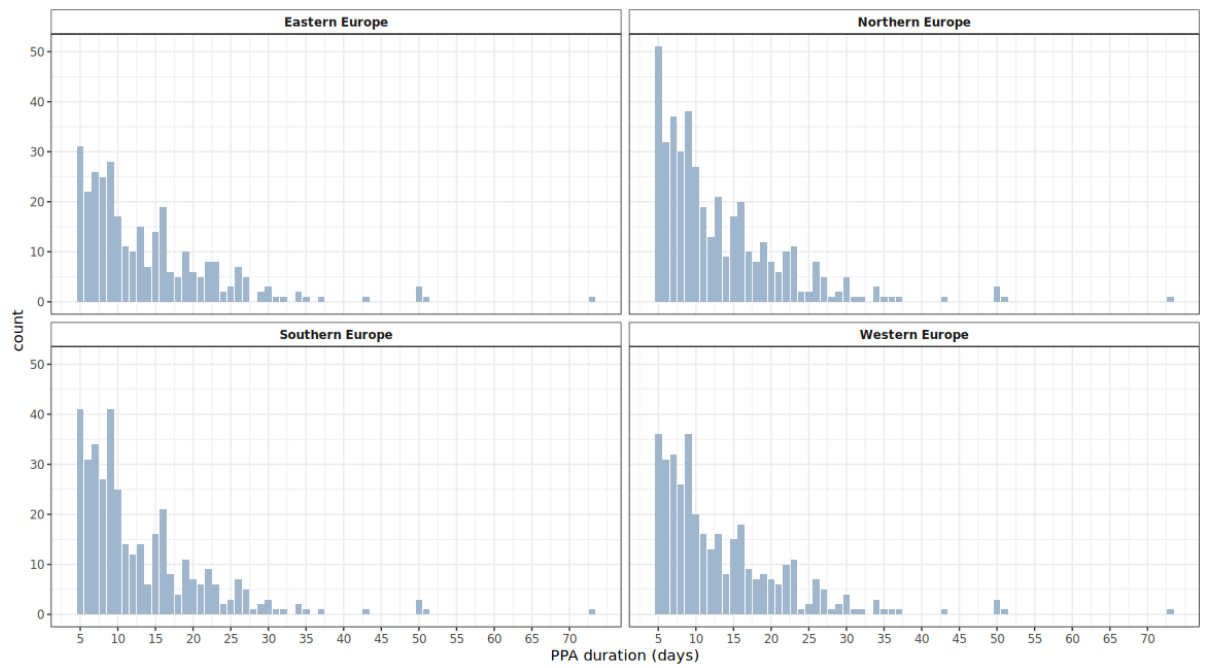 Eastern Europe
Northern Europe
50
40
30
20
10
0
count
Southern Europe
Western Europe
50
40
30
20
10
0
5 10 15 20 25 30 35 40 45 50 55 60 65 70
5 10 15 20 25 30 35 40 45 50 55 60 65 70
PPA duration (days)